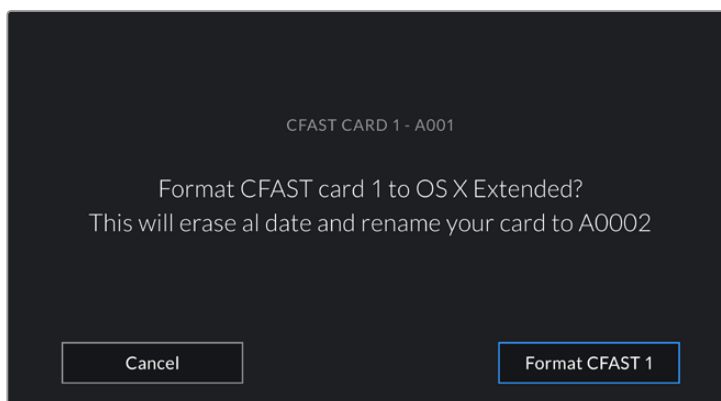 CFAST CARD 1 - A001
Format CFAST card 1 to OS X Extended?
This will erase al date and rename your card to A0002
Cancel
Format CFAST 1